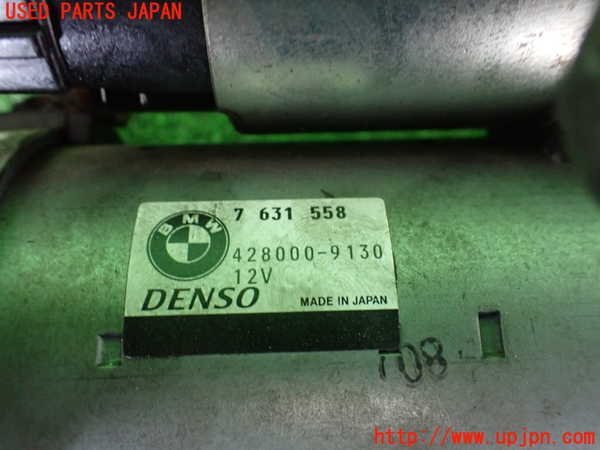 USED PARTS JAPAN
BMW
7 631 558
428000-9130
12V
DENSO
MADE IN JAPAN
108
http://www.upjpn.com/